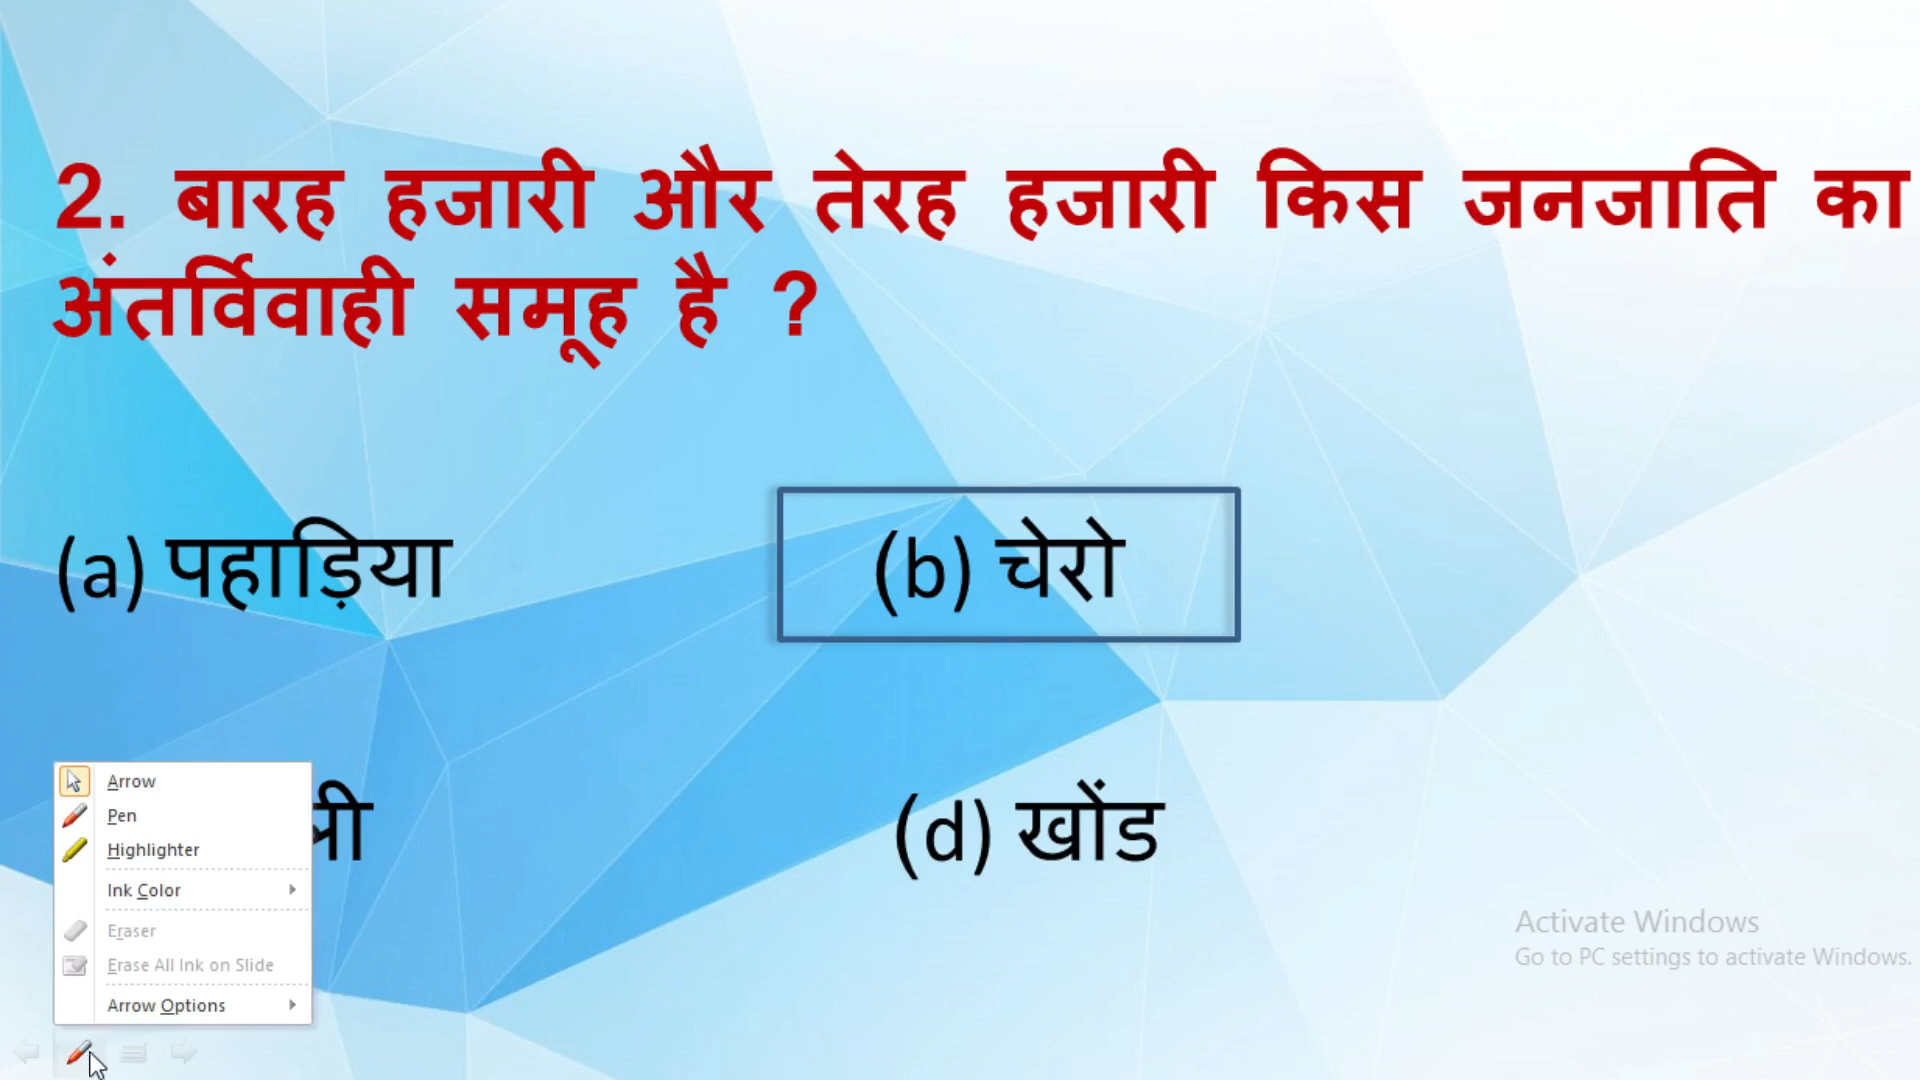 2. बारह हजारी और तेरह हजारी किस जनजाति का
अंतर्विवाही समूह है ?
(a) पहाड़िया
(b) चेरो
(d) खोंड
Arrow
Pen
Highlighter
Ink Color
Eraser
Erase All Ink on Slide
Arrow Options
Activate Windows
Go to PC settings to activate Windows.